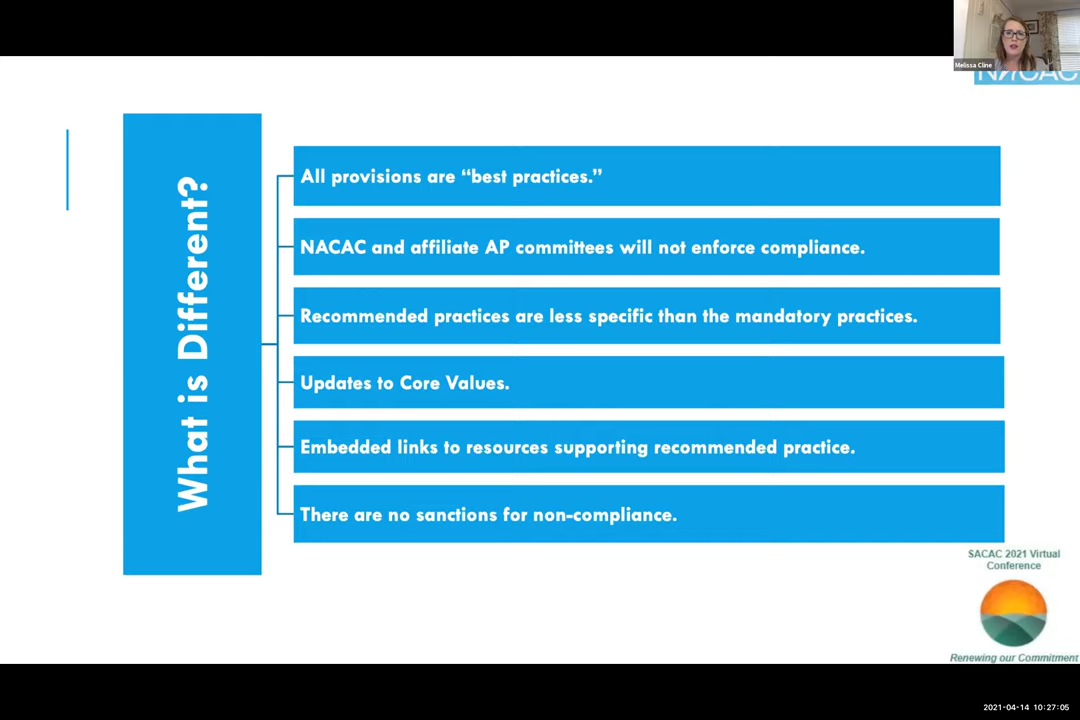 Melissa Cline
NACAC
What is Different?
All provisions are “best practices.”
NACAC and affiliate AP committees will not enforce compliance.
Recommended practices are less specific than the mandatory practices.
Updates to Core Values.
Embedded links to resources supporting recommended practice.
There are no sanctions for non-compliance.
SACAC 2021 Virtual
Conference
Renewing our Commitment
2021-04-14 10:27:05